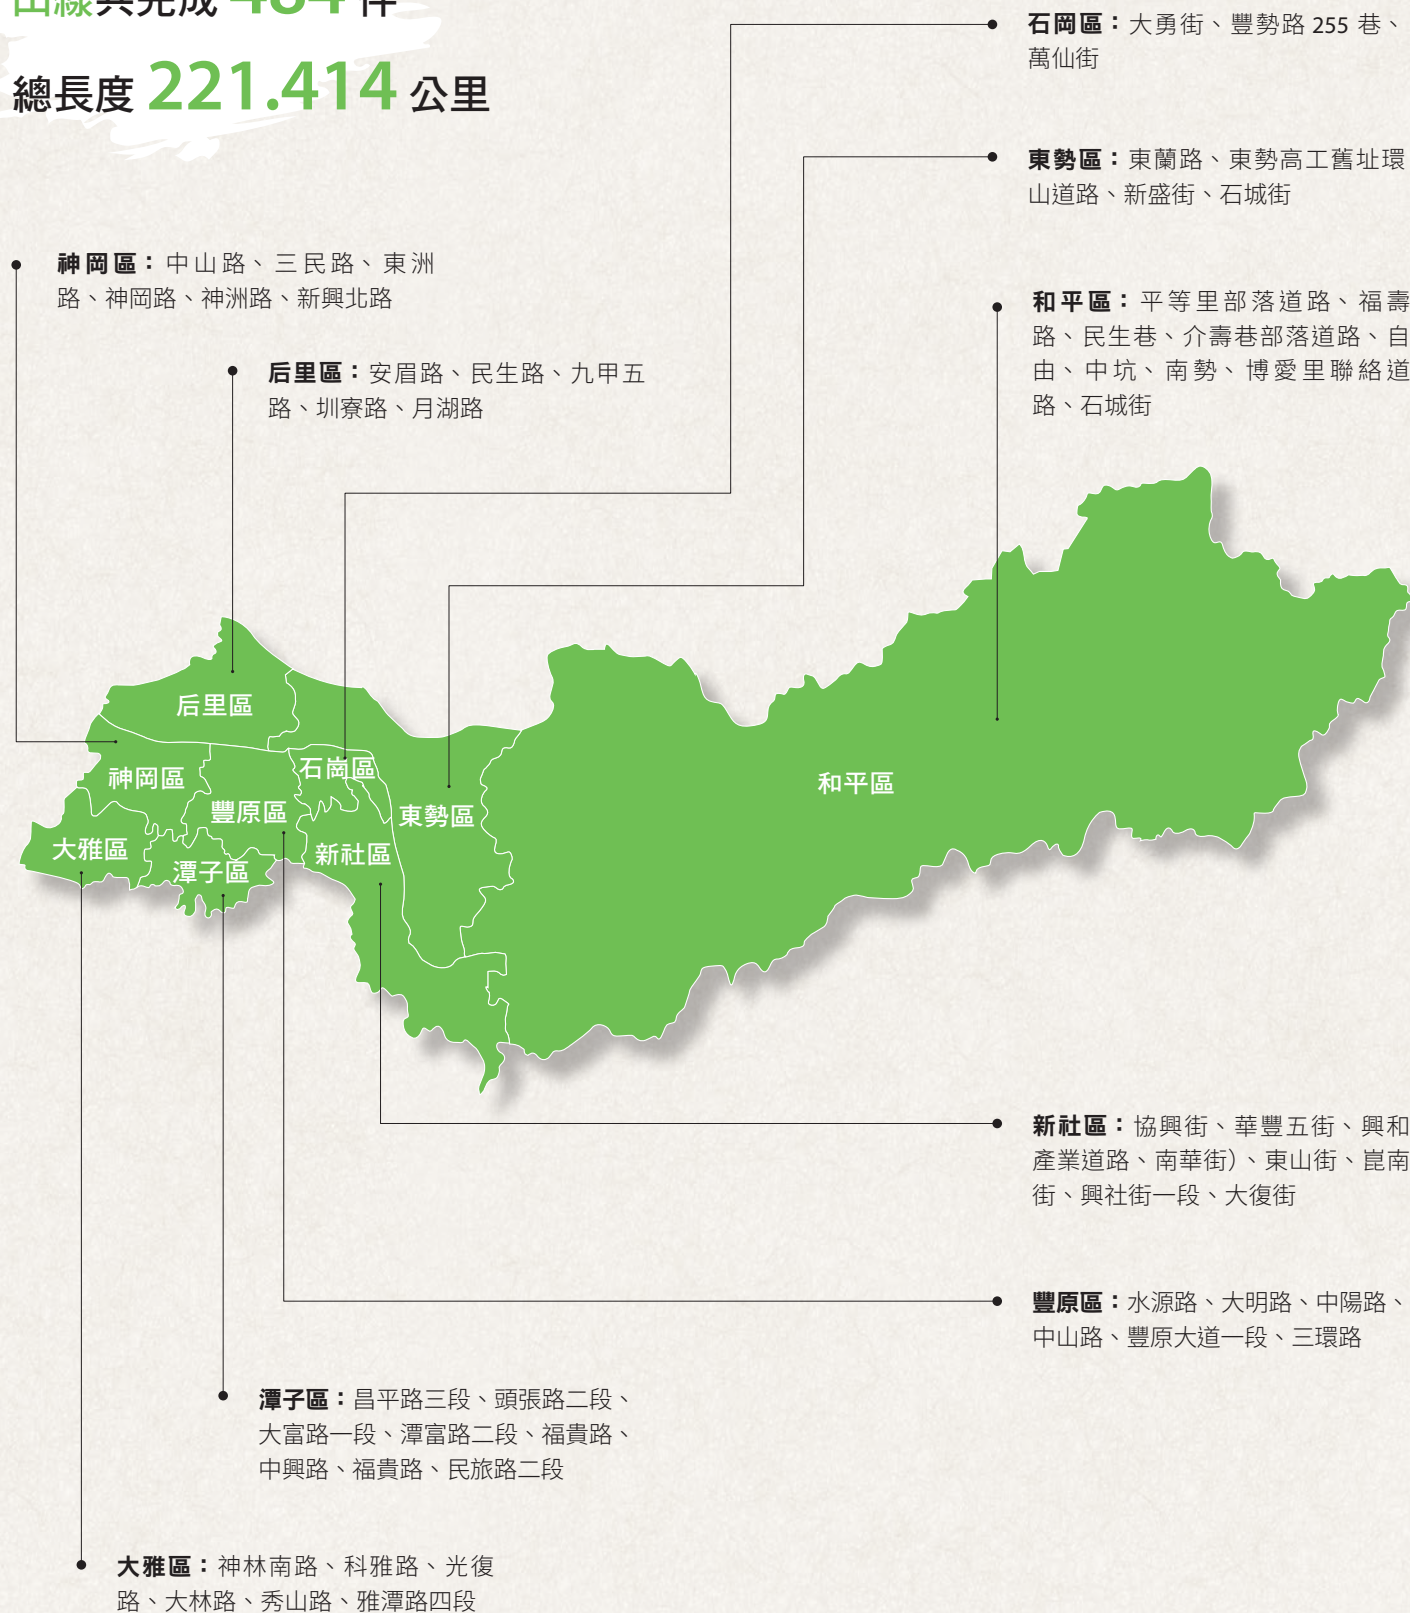 山線共完成 484 件
總長度 221.414 公里
石岡區：大勇街、豐勢路 255 巷、
萬仙街
東勢區：東蘭路、東勢高工舊址環
山道路、新盛街、石城街
神岡區：中山路、三民路、東洲
路、神岡路、神洲路、新興北路
和平區：平等里部落道路、福壽
路、民生巷、介壽巷部落道路、自
由、中坑、南勢、博愛里聯絡道
路、石城街
后里區：安眉路、民生路、九甲五
路、圳寮路、月湖路
后里區
神岡區
石崗區
和平區
豐原區
東勢區
大雅區
新社區
潭子區
新社區：協興街、華豐五街、興和
產業道路、南華街）、東山街、崑南
街、興社街一段、大復街
豐原區：水源路、大明路、中陽路、
中山路、豐原大道一段、三環路
潭子區：昌平路三段、頭張路二段、
大富路一段、潭富路二段、福貴路、
中興路、福貴路、民旅路二段
大雅區：神林南路、科雅路、光復
路、大林路、秀山路、雅潭路四段